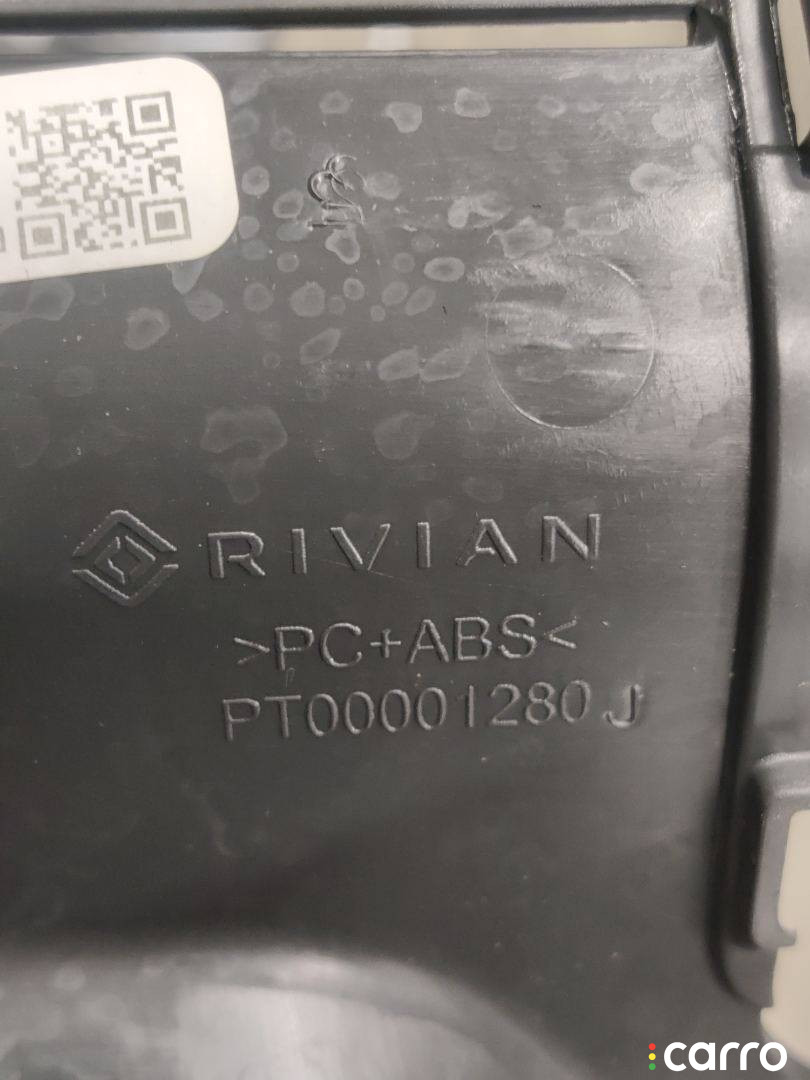 RIVIAN
>PC+ABS<
PT00001280 J
carro